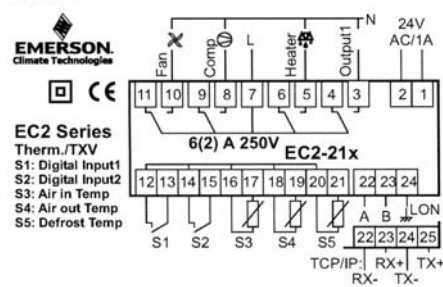 N
24V
AC/1A
EMERSON.
Climate Technologies
Fan
Comp
L
Heater
Output1
11 10 9 8 7 6 5 4 3 2 1
6(2) A 250V
EC2-21x
EC2 Series
Therm./TXV
S1: Digital Input1
S2: Digital Input2
S3: Air in Temp
S4: Air out Temp
S5: Defrost Temp
12 13 14 15 16 17 18 19 20 21 22 23 24
A B LON
S1 S2 S3 S4 S5
22 23 24 25
TCP/IP: RX+ TX+
RX- TX-